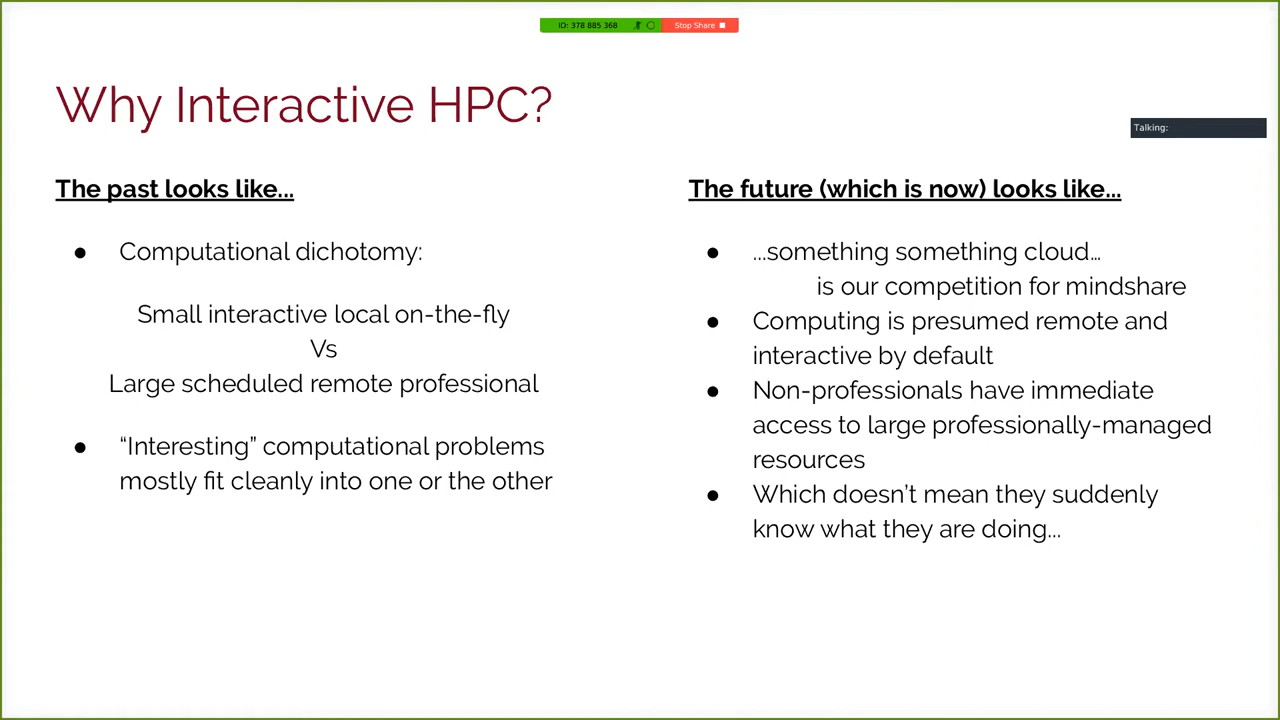 ID: 378 885 368
Stop Share
Why Interactive HPC?
Talking:
The past looks like...
● Computational dichotomy:
Small interactive local on-the-fly
Vs
Large scheduled remote professional
● “Interesting” computational problems
mostly fit cleanly into one or the other
The future (which is now) looks like...
● ...something something cloud…
is our competition for mindshare
● Computing is presumed remote and
interactive by default
● Non-professionals have immediate
access to large professionally-managed
resources
● Which doesn’t mean they suddenly
know what they are doing...